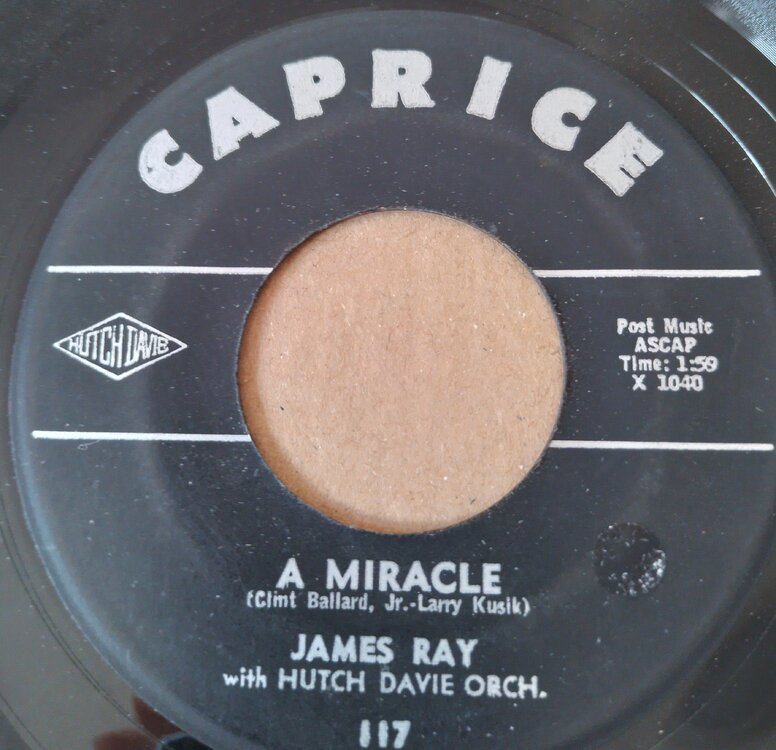 CAPRICE
HUTCH DAVIE
Post Music
ASCAP
Time: 1:59
X 1040
A MIRACLE
(Clint Ballard, Jr.-Larry Kusik)
JAMES RAY
with HUTCH DAVIE ORCH.
117